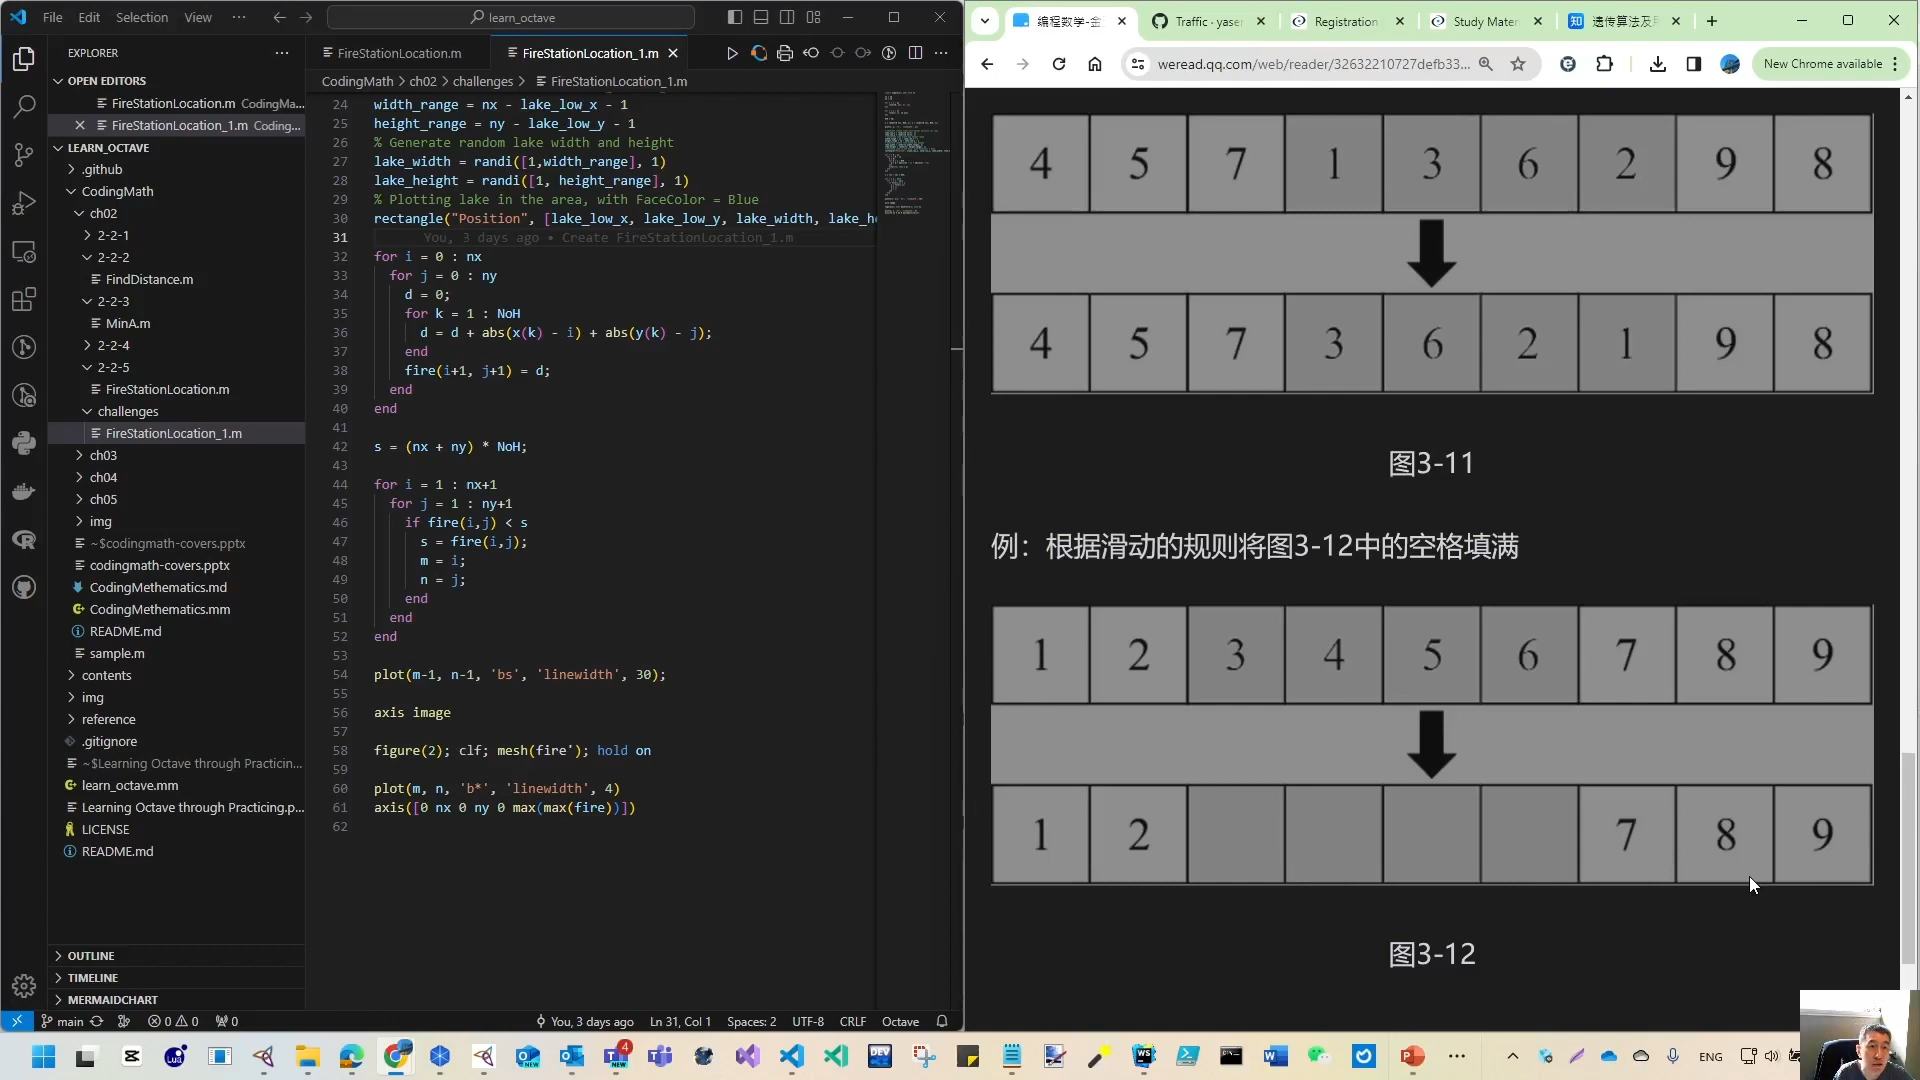 File Edit Selection View ··· learn_octave
EXPLORER
OPEN EDITORS
FireStationLocation.m CodingMa...
FireStationLocation_1.m Coding...
LEARN_OCTAVE
.github
CodingMath
ch02
2-2-1
2-2-2
FindDistance.m
2-2-3
MinA.m
2-2-4
2-2-5
FireStationLocation.m
challenges
FireStationLocation_1.m
ch03
ch04
ch05
img
~$codingmath-covers.pptx
codingmath-covers.pptx
CodingMethematics.md
CodingMethematics.mm
README.md
sample.m
contents
img
reference
.gitignore
~$Learning Octave through Practicin...
learn_octave.mm
Learning Octave through Practicing.p...
LICENSE
README.md
OUTLINE
TIMELINE
MERMAIDCHART
FireStationLocation.m FireStationLocation_1.m
CodingMath > ch02 > challenges > FireStationLocation_1.m
24 width_range = nx - lake_low_x - 1
25 height_range = ny - lake_low_y - 1
26 % Generate random lake width and height
27 lake_width = randi([1,width_range], 1)
28 lake_height = randi([1, height_range], 1)
29 % Plotting lake in the area, with FaceColor = Blue
30 rectangle("Position", [lake_low_x, lake_low_y, lake_width, lake_he
31 You, 3 days ago • Create FireStationLocation_1.m
32 for i = 0 : nx
33 for j = 0 : ny
34 d = 0;
35 for k = 1 : NoH
36 d = d + abs(x(k) - i) + abs(y(k) - j);
37 end
38 fire(i+1, j+1) = d;
39 end
40 end
41
42 s = (nx + ny) * NoH;
43
44 for i = 1 : nx+1
45 for j = 1 : ny+1
46 if fire(i,j) < s
47 s = fire(i,j);
48 m = i;
49 n = j;
50 end
51 end
52 end
53
54 plot(m-1, n-1, 'bs', 'linewidth', 30);
55
56 axis image
57
58 figure(2); clf; mesh(fire'); hold on
59
60 plot(m, n, 'b*', 'linewidth', 4)
61 axis([0 nx 0 ny 0 max(max(fire))])
62
main 0 0 0 You, 3 days ago Ln 31, Col 1 Spaces: 2 UTF-8 CRLF Octave
编程数学-金 Traffic · yaser Registration Study Mater 遗传算法及
weread.qq.com/web/reader/32632210727defb33... New Chrome available
4 5 7 1 3 6 2 9 8
4 5 7 3 6 2 1 9 8
图3-11
例：根据滑动的规则将图3-12中的空格填满
1 2 3 4 5 6 7 8 9
1 2 7 8 9
图3-12
ENG